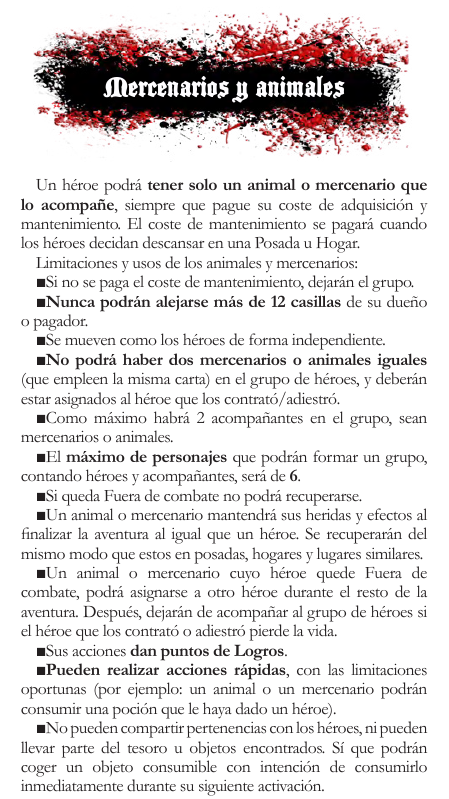 Mercenarios y animales
Un héroe podrá tener solo un animal o mercenario que
lo acompañe, siempre que pague su coste de adquisición y
mantenimiento. El coste de mantenimiento se pagará cuando
los héroes decidan descansar en una Posada u Hogar.
Limitaciones y usos de los animales y mercenarios:
■Si no se paga el coste de mantenimiento, dejarán el grupo.
■Nunca podrán alejarse más de 12 casillas de su dueño
o pagador.
■Se mueven como los héroes de forma independiente.
■No podrá haber dos mercenarios o animales iguales
(que empleen la misma carta) en el grupo de héroes, y deberán
estar asignados al héroe que los contrató/adiestró.
■Como máximo habrá 2 acompañantes en el grupo, sean
mercenarios o animales.
■El máximo de personajes que podrán formar un grupo,
contando héroes y acompañantes, será de 6.
■Si queda Fuera de combate no podrá recuperarse.
■Un animal o mercenario mantendrá sus heridas y efectos al
finalizar la aventura al igual que un héroe. Se recuperarán del
mismo modo que estos en posadas, hogares y lugares similares.
■Un animal o mercenario cuyo héroe quede Fuera de
combate, podrá asignarse a otro héroe durante el resto de la
aventura. Después, dejarán de acompañar al grupo de héroes si
el héroe que los contrató o adiestró pierde la vida.
■Sus acciones dan puntos de Logros.
■Pueden realizar acciones rápidas, con las limitaciones
oportunas (por ejemplo: un animal o un mercenario podrán
consumir una poción que le haya dado un héroe).
■No pueden compartir pertenencias con los héroes, ni pueden
llevar parte del tesoro u objetos encontrados. Sí que podrán
coger un objeto consumible con intención de consumirlo
inmediatamente durante su siguiente activación.